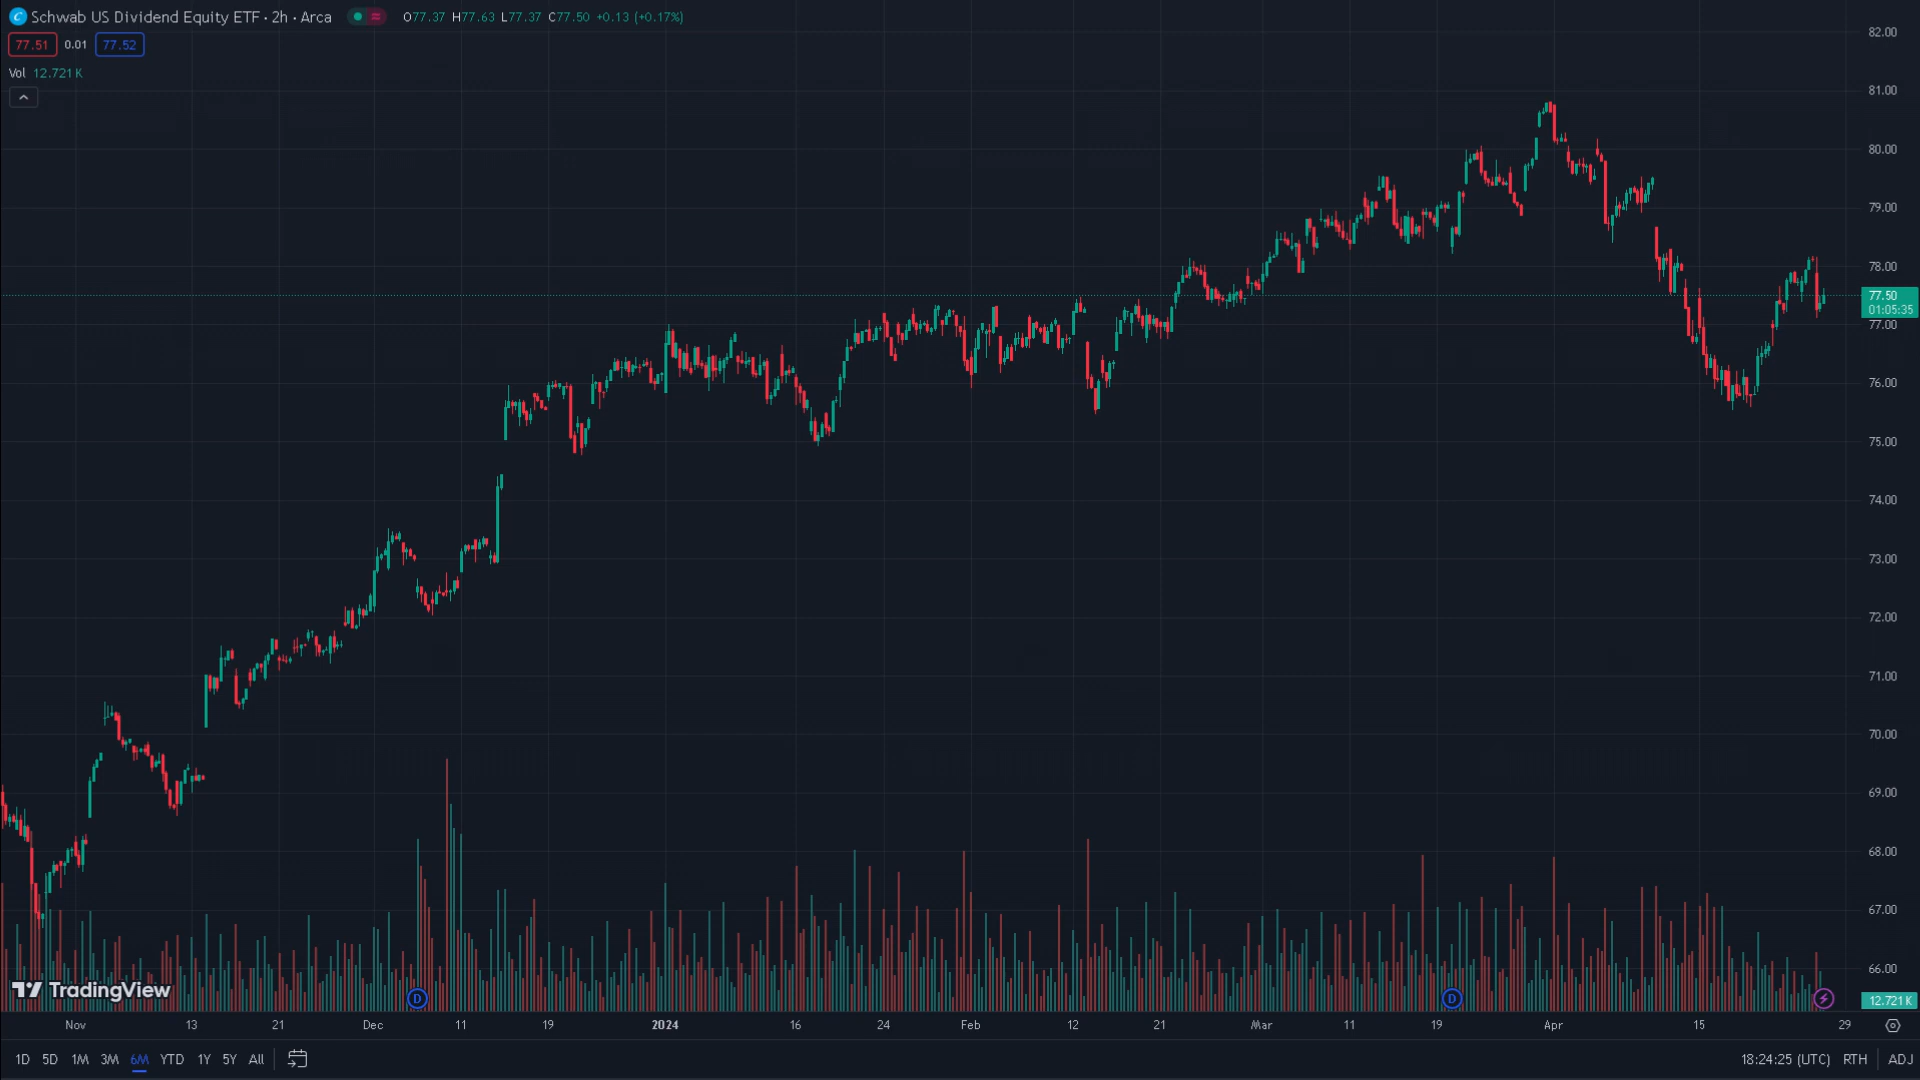 Schwab US Dividend Equity ETF · 2h · Arca O77.37 H77.63 L77.37 C77.50 +0.13 (+0.17%)
77.51 0.01 77.52
Vol 12.721 K
82.00
81.00
80.00
79.00
78.00
77.50
01:05:35
77.00
76.00
75.00
74.00
73.00
72.00
71.00
70.00
69.00
68.00
67.00
66.00
TradingView
D D
12.721 K
Nov 13 21 Dec 11 19 2024 16 24 Feb 12 21 Mar 11 19 Apr 15 29
1D 5D 1M 3M 6M YTD 1Y 5Y All 18:24:25 (UTC) RTH ADJ